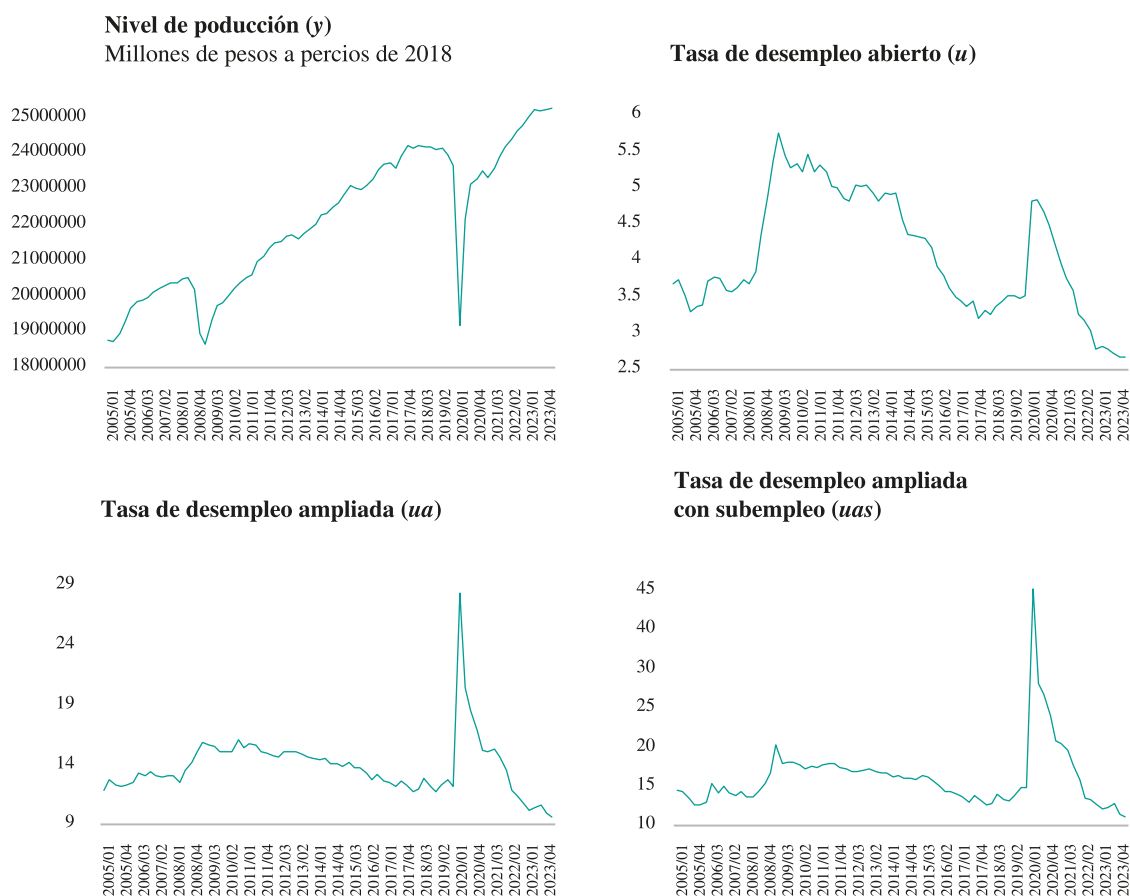 Nivel de poducción (y)
Millones de pesos a percios de 2018
25000000
24000000
23000000
22000000
21000000
20000000
19000000
18000000
2005/01 2005/04 2006/03 2007/02 2008/01 2008/04 2009/03 2010/02 2011/01 2011/04 2012/03 2013/02 2014/01 2014/04 2015/03 2016/02 2017/01 2017/04 2018/03 2019/02 2020/01 2020/04 2021/03 2022/02 2023/01 2023/04
Tasa de desempleo abierto (u)
6
5.5
5
4.5
4
3.5
3
2.5
2005/01 2005/04 2006/03 2007/02 2008/01 2008/04 2009/03 2010/02 2011/01 2011/04 2012/03 2013/02 2014/01 2014/04 2015/03 2016/02 2017/01 2017/04 2018/03 2019/02 2020/01 2020/04 2021/03 2022/02 2023/01 2023/04
Tasa de desempleo ampliada (ua)
29
24
19
14
9
2005/01 2005/04 2006/03 2007/02 2008/01 2008/04 2009/03 2010/02 2011/01 2011/04 2012/03 2013/02 2014/01 2014/04 2015/03 2016/02 2017/01 2017/04 2018/03 2019/02 2020/01 2020/04 2021/03 2022/02 2023/01 2023/04
Tasa de desempleo ampliada
con subempleo (uas)
45
40
35
30
25
20
15
10
2005/01 2005/04 2006/03 2007/02 2008/01 2008/04 2009/03 2010/02 2011/01 2011/04 2012/03 2013/02 2014/01 2014/04 2015/03 2016/02 2017/01 2017/04 2018/03 2019/02 2020/01 2020/04 2021/03 2022/02 2023/01 2023/04